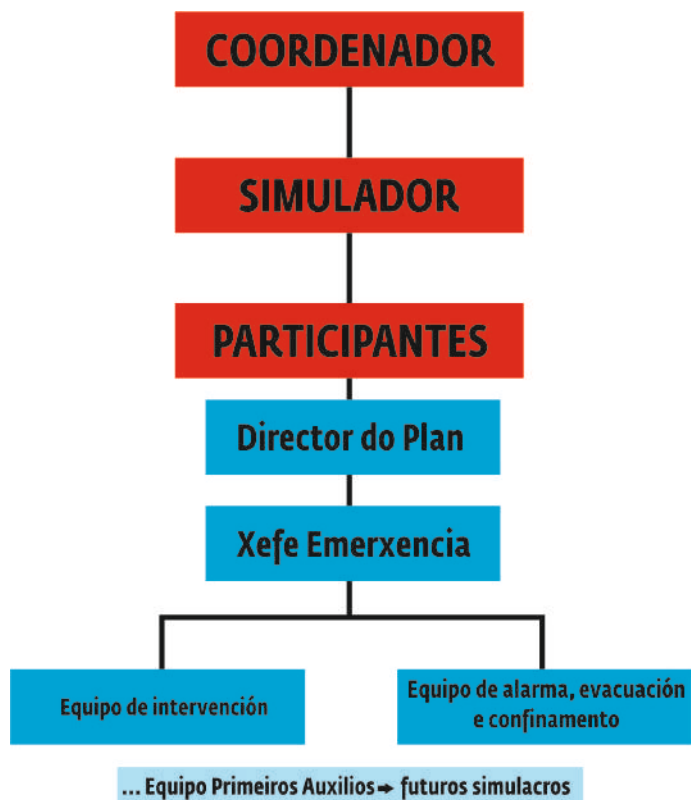 COORDENADOR
SIMULADOR
PARTICIPANTES
Director do Plan
Xefe Emerxencia
Equipo de intervención
Equipo de alarma, evacuación
e confinamento
... Equipo Primeiros Auxilios → futuros simulacros